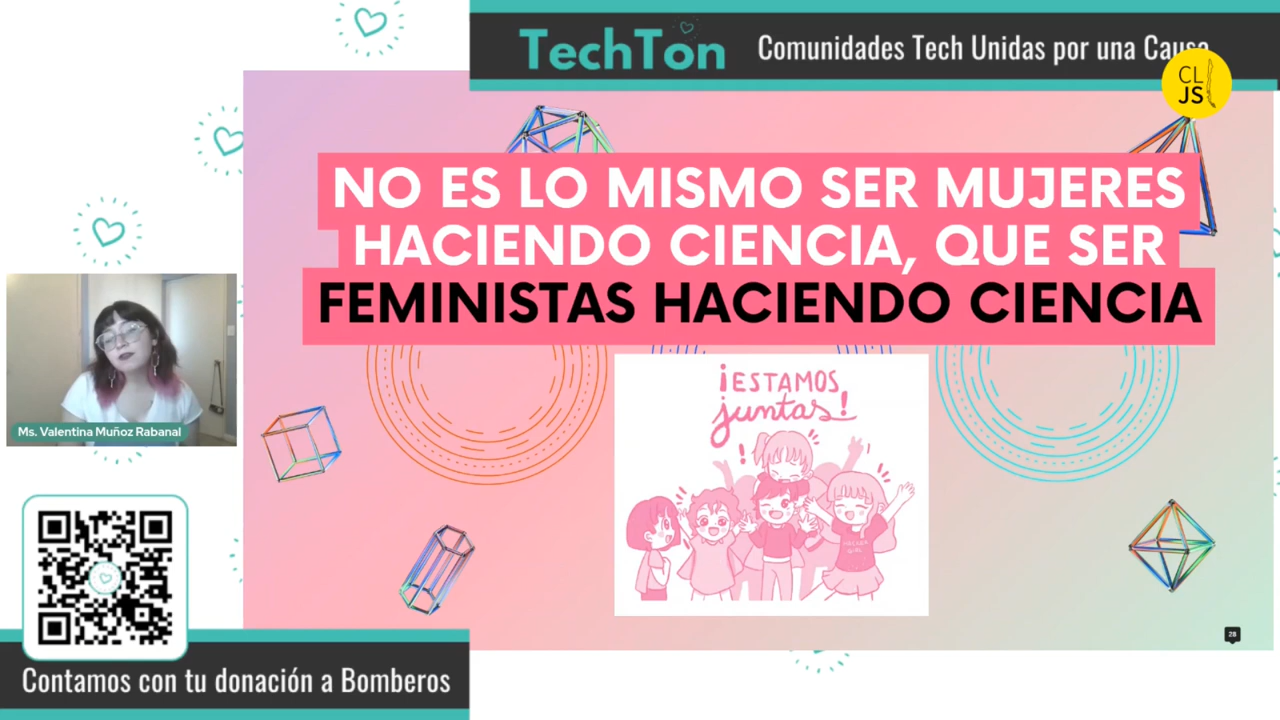 TechTon
Comunidades Tech Unidas por una Causa
CL
JS
NO ES LO MISMO SER MUJERES
HACIENDO CIENCIA, QUE SER
FEMINISTAS HACIENDO CIENCIA
¡ESTAMOS
juntas!
Ms. Valentina Muñoz Rabanal
28
Contamos con tu donación a Bomberos